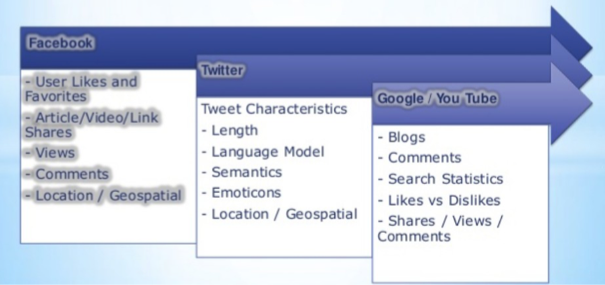 Facebook
- User Likes and
Favorites
- Article/Video/Link
Shares
- Views
- Comments
- Location / Geospatial
Twitter
Tweet Characteristics
- Length
- Language Model
- Semantics
- Emoticons
- Location / Geospatial
Google / You Tube
- Blogs
- Comments
- Search Statistics
- Likes vs Dislikes
- Shares / Views /
Comments